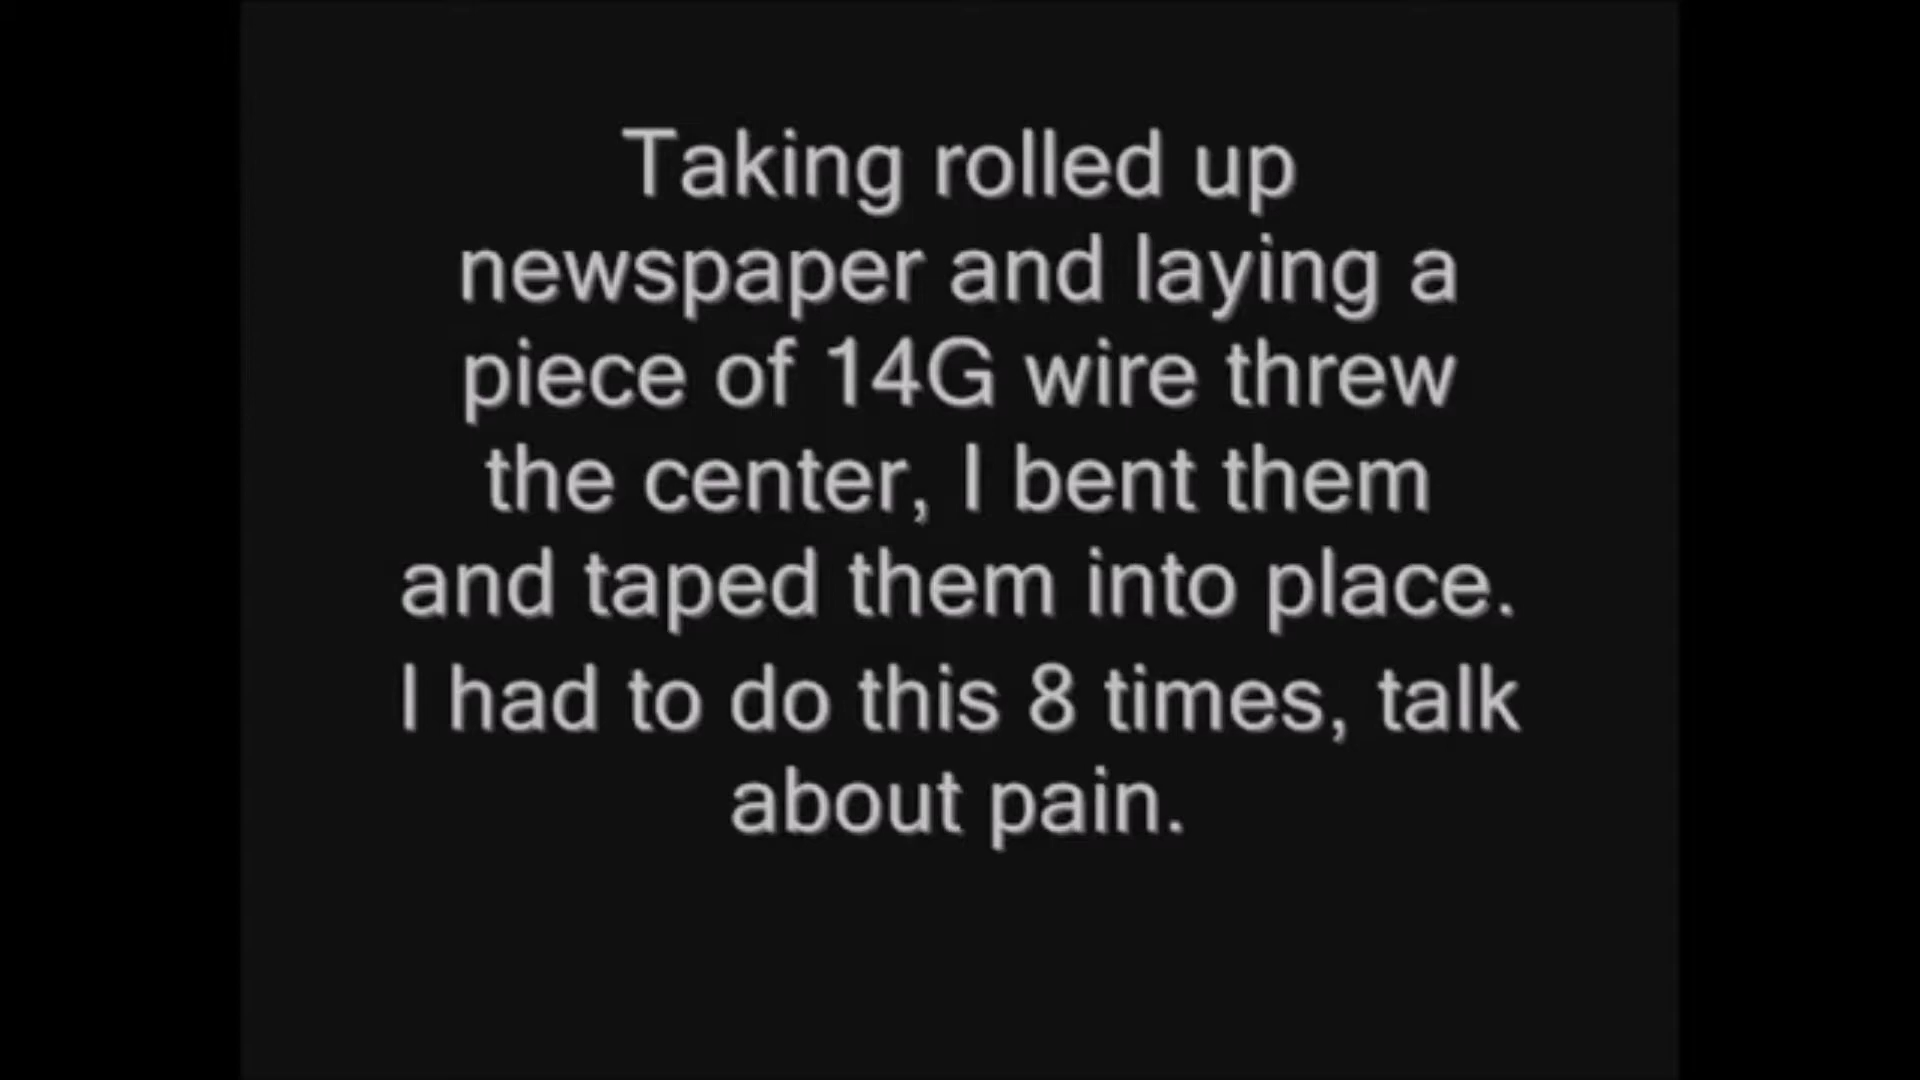 Taking rolled up
newspaper and laying a
piece of 14G wire threw
the center, I bent them
and taped them into place.
I had to do this 8 times, talk
about pain.